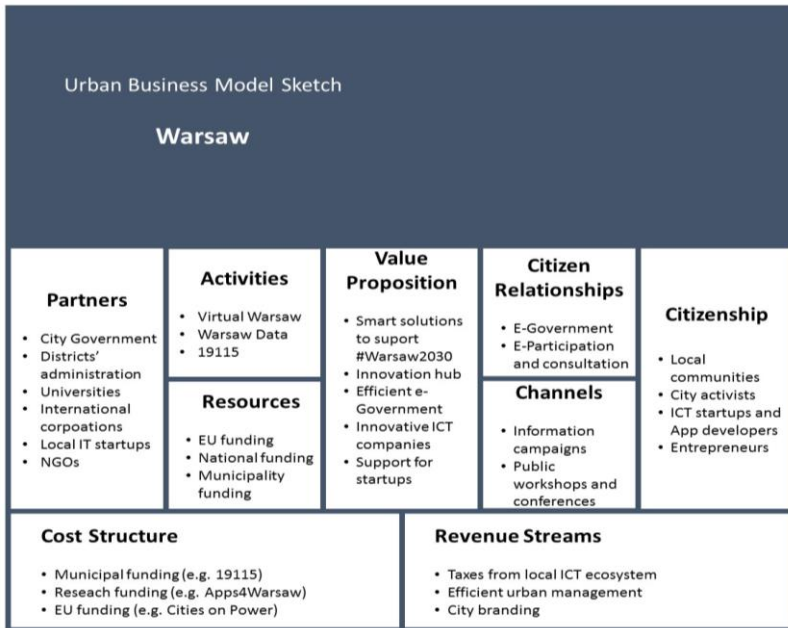 Urban Business Model Sketch
Warsaw
Partners
• City Government
• Districts'
administration
• Universities
• International
corpoations
• Local IT startups
• NGOs
Activities
• Virtual Warsaw
• Warsaw Data
• 19115
Resources
• EU funding
• National funding
• Municipality
funding
Value
Proposition
• Smart solutions
to suport
#Warsaw2030
• Innovation hub
• Efficient e-
Government
• Innovative ICT
companies
• Support for
startups
Citizen
Relationships
• E-Government
• E-Participation
and consultation
Channels
• Information
campaigns
• Public
workshops and
conferences
Citizenship
• Local
communities
• City activists
• ICT startups and
App developers
• Entrepreneurs
Cost Structure
• Municipal funding (e.g. 19115)
• Reseach funding (e.g. Apps4Warsaw)
• EU funding (e.g. Cities on Power)
Revenue Streams
• Taxes from local ICT ecosystem
• Efficient urban management
• City branding